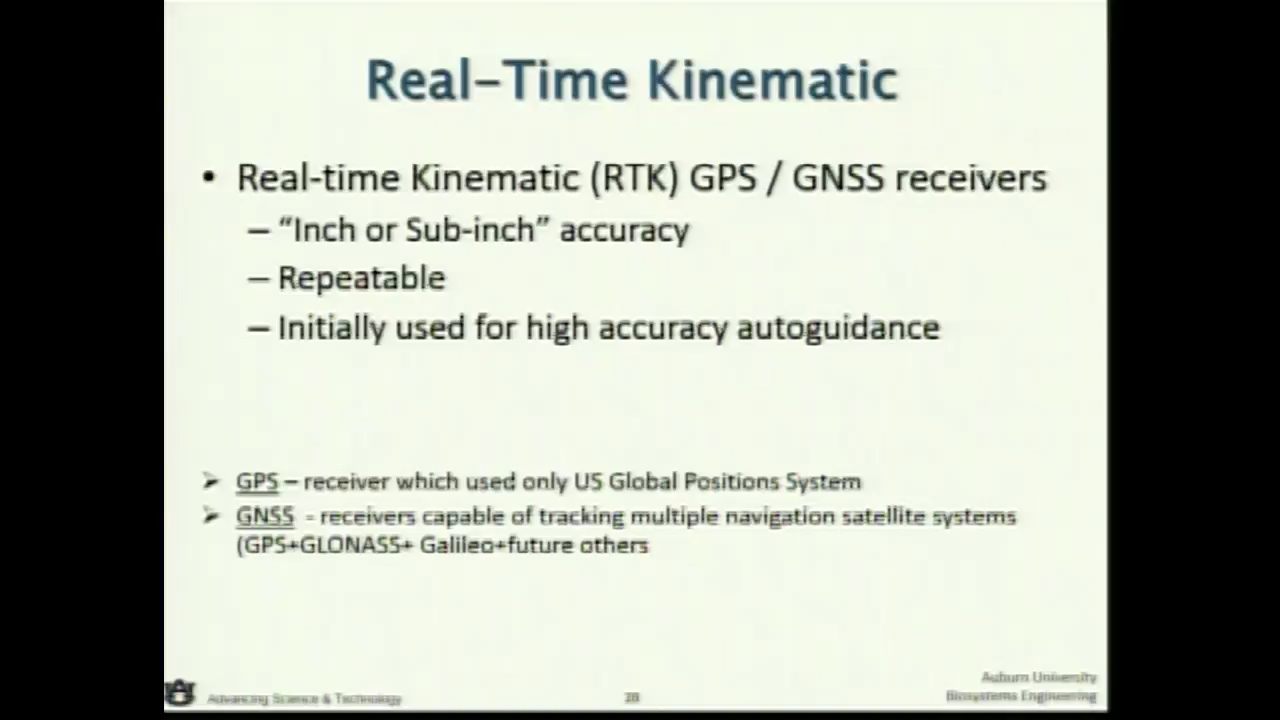 Real-Time Kinematic
• Real-time Kinematic (RTK) GPS / GNSS receivers
– "Inch or Sub-inch" accuracy
– Repeatable
– Initially used for high accuracy autoguidance
➢ GPS – receiver which used only US Global Positions System
➢ GNSS - receivers capable of tracking multiple navigation satellite systems
(GPS+GLONASS+ Galileo+future others
Auburn University
Advancing Science & Technology
Biosystems Engineering